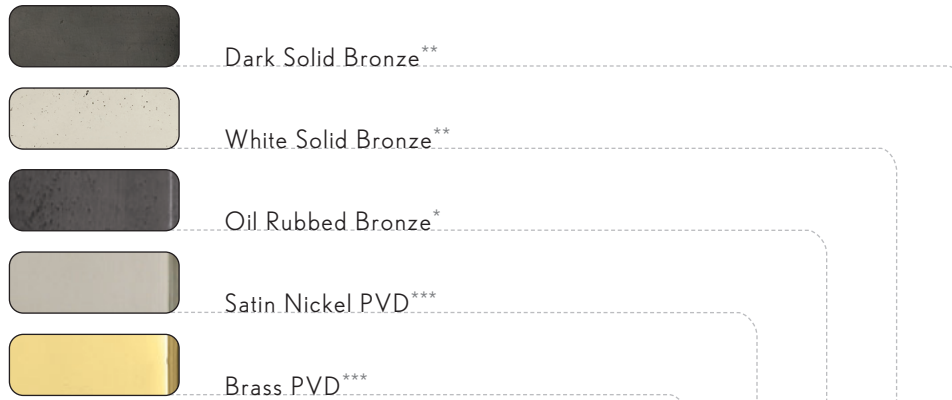 Dark Solid Bronze**
White Solid Bronze**
Oil Rubbed Bronze*
Satin Nickel PVD***
Brass PVD***